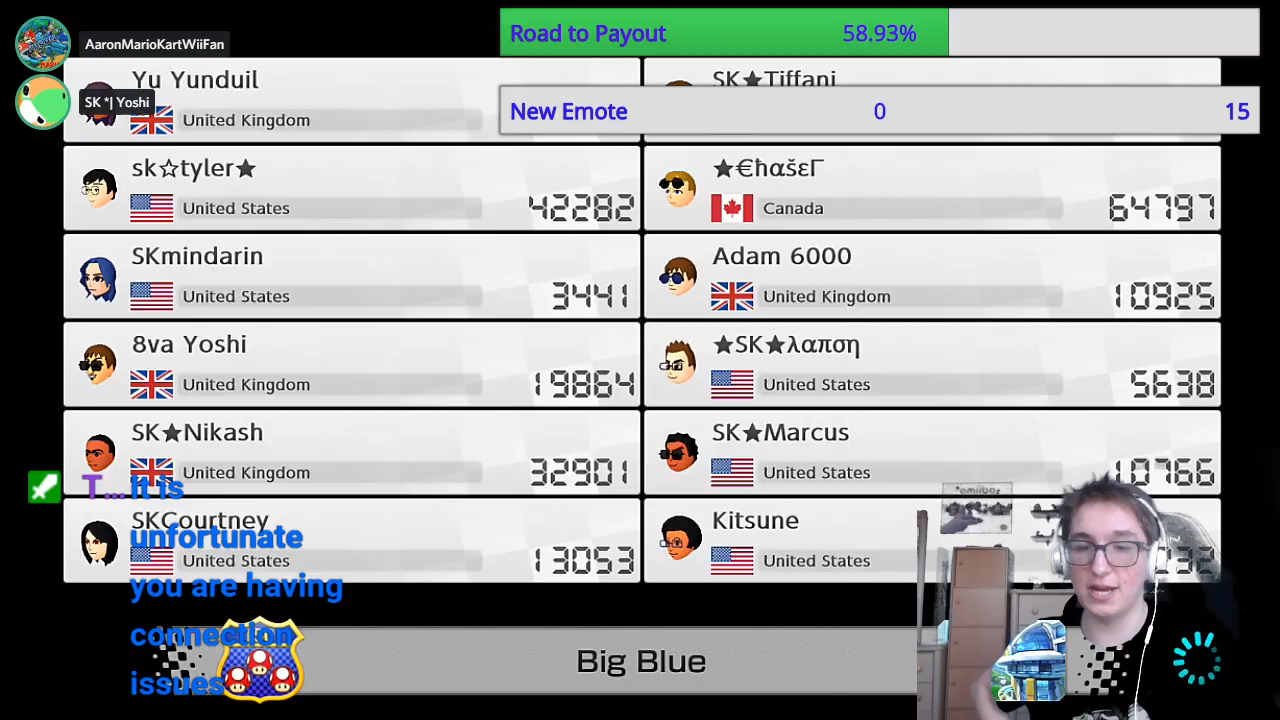 AaronMarioKartWiiFan
Road to Payout 58.93%
SK *| Yoshi
New Emote 0 15
Yu Yunduil
United Kingdom
SK★Tiffani
sk☆tyler★
United States 42282
★€ħαšεΓ
Canada 64797
SKmindarin
United States 3441
Adam 6000
United Kingdom 10925
8va Yoshi
United Kingdom 19864
★SK★λαπση
United States 5638
SK★Nikash
United Kingdom 32901
SK★Marcus
United States 10766
SKCourtney
United States 13053
Kitsune
United States
T... it is
unfortunate
you are having
connection
issues
Big Blue